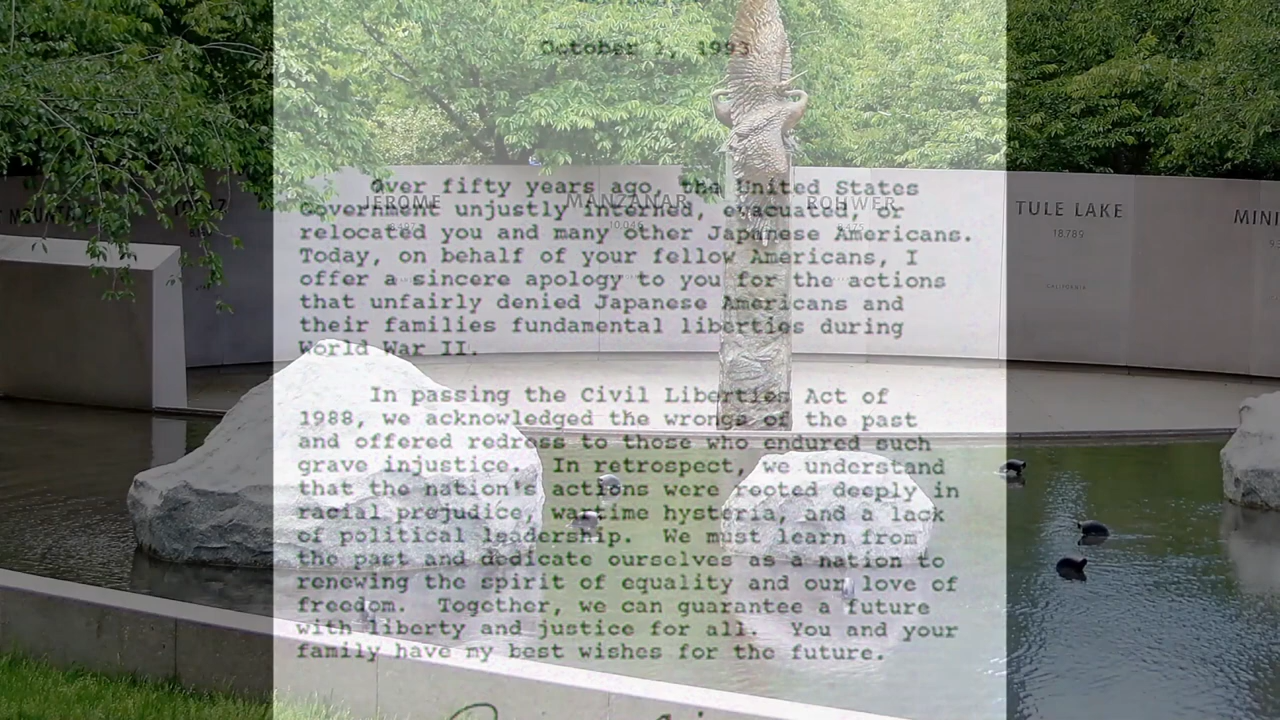 October 1, 1993
Over fifty years ago, the United States
Government unjustly interned, evacuated, or
relocated you and many other Japanese Americans.
Today, on behalf of your fellow Americans, I
offer a sincere apology to you for the actions
that unfairly denied Japanese Americans and
their families fundamental liberties during
World War II.
In passing the Civil Liberties Act of
1988, we acknowledged the wrongs of the past
and offered redress to those who endured such
grave injustice. In retrospect, we understand
that the nation's actions were rooted deeply in
racial prejudice, wartime hysteria, and a lack
of political leadership. We must learn from
the past and dedicate ourselves as a nation to
renewing the spirit of equality and our love of
freedom. Together, we can guarantee a future
with liberty and justice for all. You and your
family have my best wishes for the future.
JEROME
MANZANAR
10,046
ROHWER
TULE LAKE
18,789
CALIFORNIA
MINI